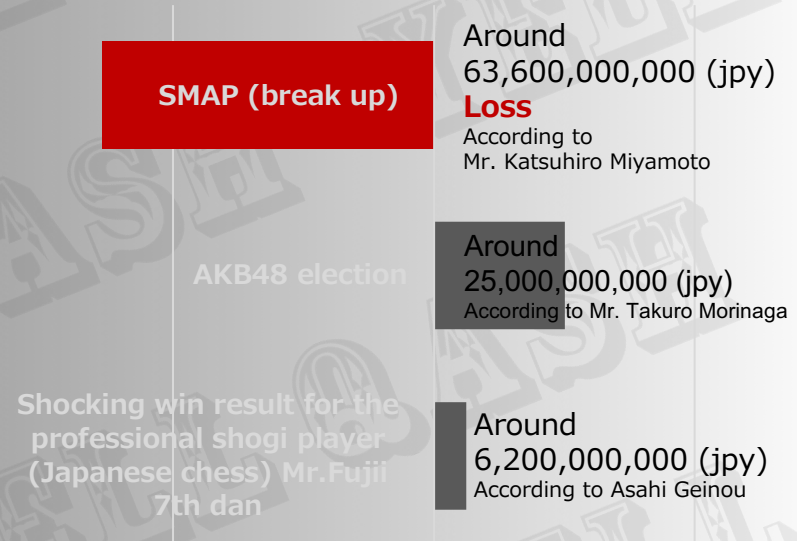 SMAP (break up)
Around
63,600,000,000 (jpy)
Loss
According to
Mr. Katsuhiro Miyamoto
AKB48 election
Around
25,000,000,000 (jpy)
According to Mr. Takuro Morinaga
Shocking win result for the
professional shogi player
(Japanese chess) Mr.Fujii
7th dan
Around
6,200,000,000 (jpy)
According to Asahi Geinou